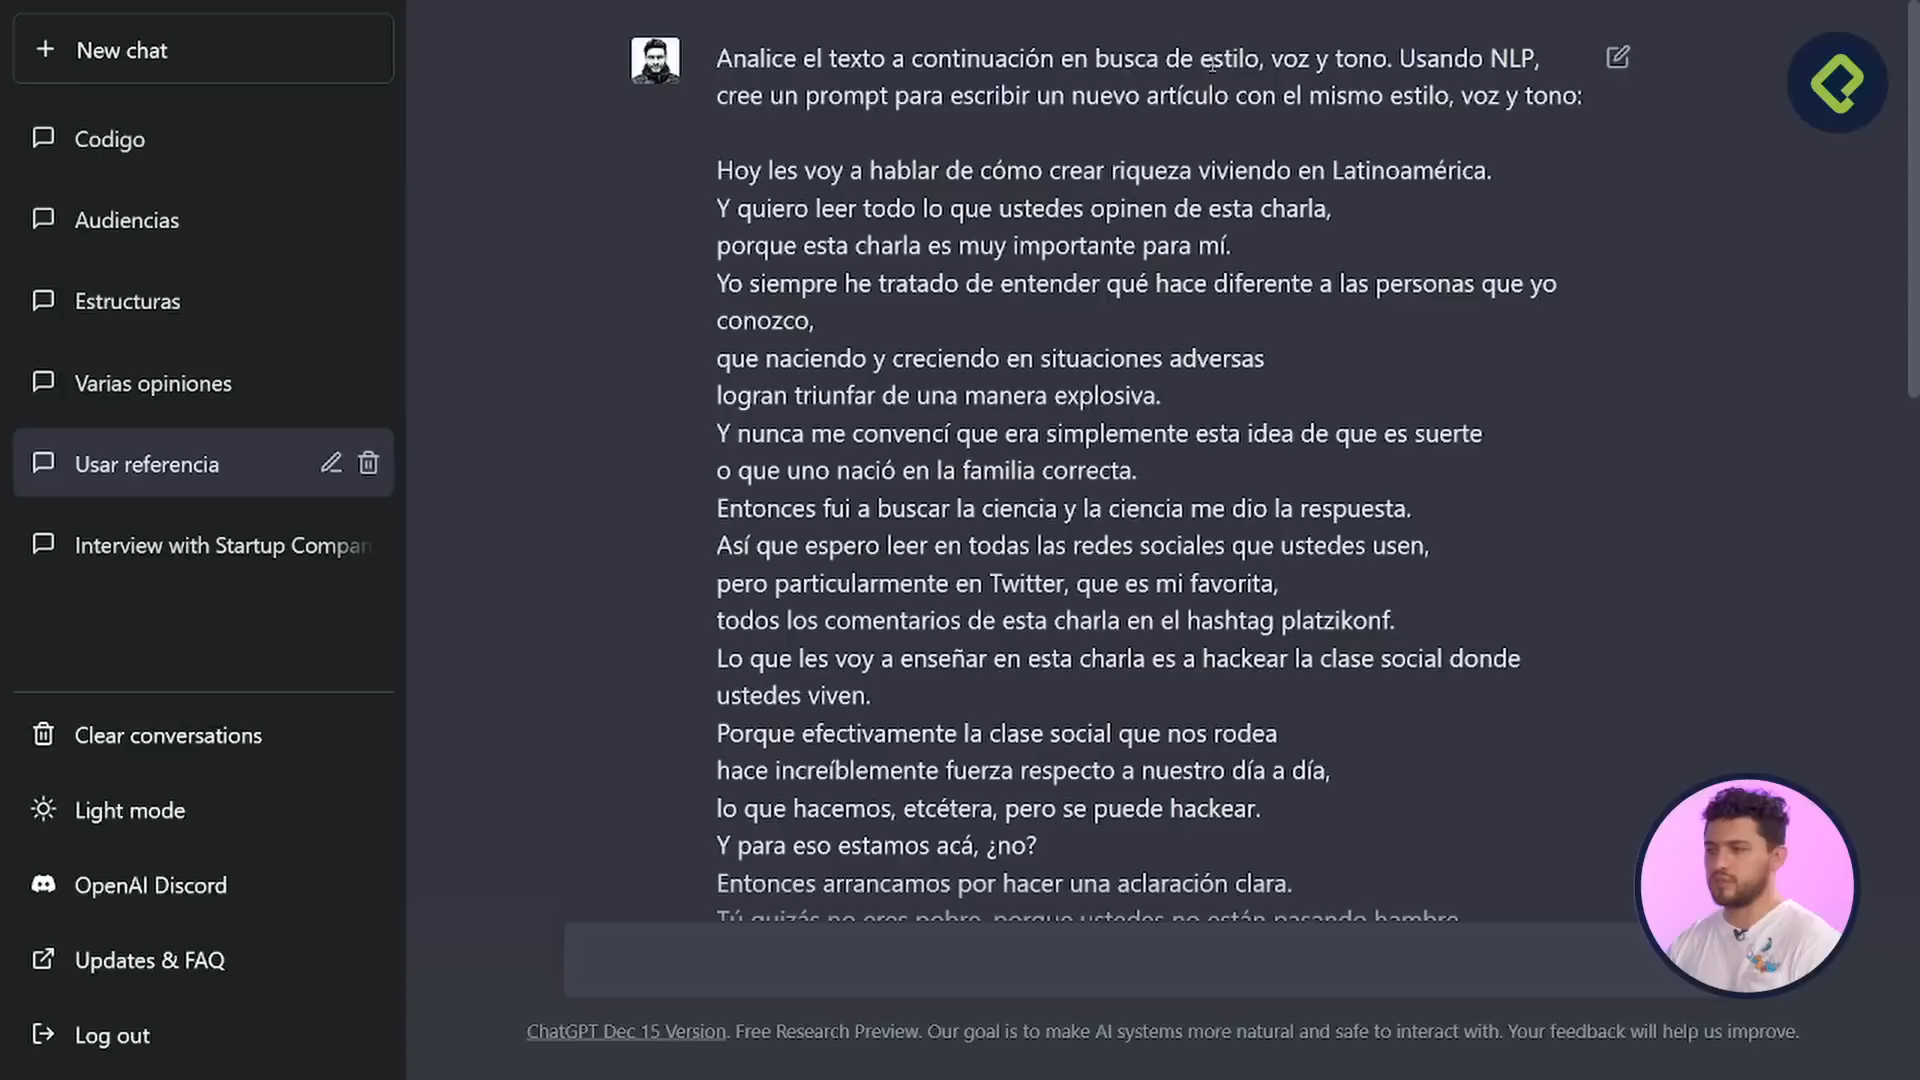 New chat
Codigo
Audiencias
Estructuras
Varias opiniones
Usar referencia
Interview with Startup Compan
Clear conversations
Light mode
OpenAI Discord
Updates & FAQ
Log out
Analice el texto a continuación en busca de estilo, voz y tono. Usando NLP,
cree un prompt para escribir un nuevo artículo con el mismo estilo, voz y tono:
Hoy les voy a hablar de cómo crear riqueza viviendo en Latinoamérica.
Y quiero leer todo lo que ustedes opinen de esta charla,
porque esta charla es muy importante para mí.
Yo siempre he tratado de entender qué hace diferente a las personas que yo
conozco,
que naciendo y creciendo en situaciones adversas
logran triunfar de una manera explosiva.
Y nunca me convencí que era simplemente esta idea de que es suerte
o que uno nació en la familia correcta.
Entonces fui a buscar la ciencia y la ciencia me dio la respuesta.
Así que espero leer en todas las redes sociales que ustedes usen,
pero particularmente en Twitter, que es mi favorita,
todos los comentarios de esta charla en el hashtag platzikonf.
Lo que les voy a enseñar en esta charla es a hackear la clase social donde
ustedes viven.
Porque efectivamente la clase social que nos rodea
hace increíblemente fuerza respecto a nuestro día a día,
lo que hacemos, etcétera, pero se puede hackear.
Y para eso estamos acá, ¿no?
Entonces arrancamos por hacer una aclaración clara.
Tú quizás no eres pobre, porque ustedes no están pasando hambre
ChatGPT Dec 15 Version. Free Research Preview. Our goal is to make AI systems more natural and safe to interact with. Your feedback will help us improve.